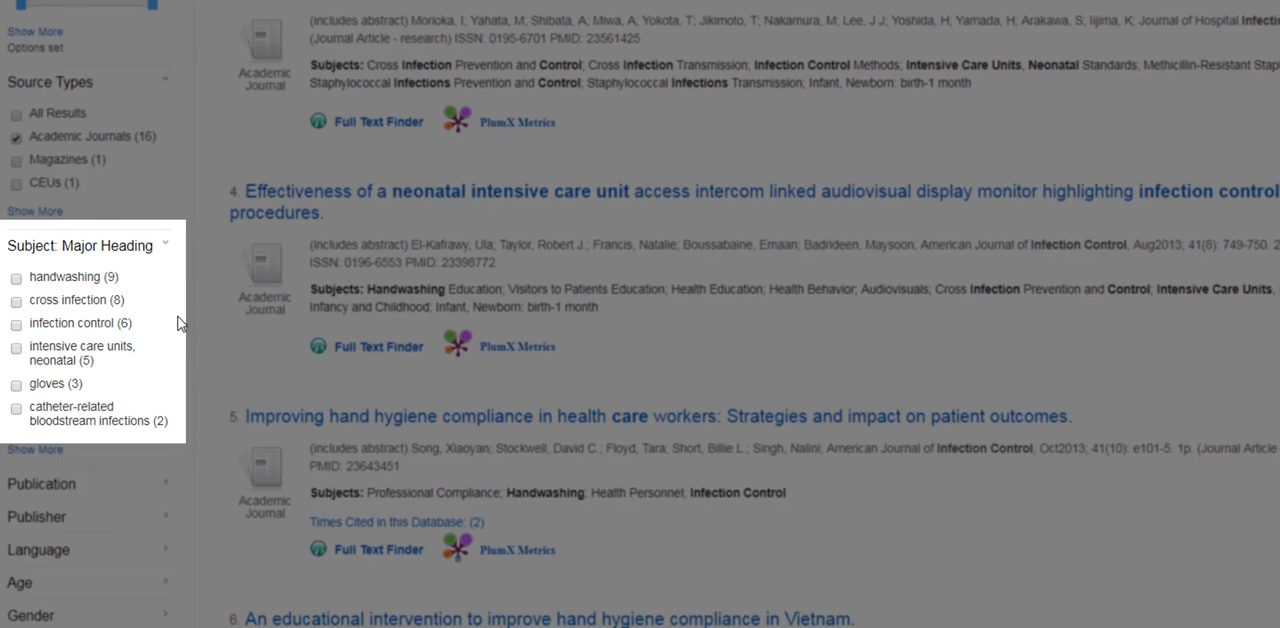 Show More
Options set
Source Types
All Results
Academic Journals (16)
Magazines (1)
CEUs (1)
Show More
Subject: Major Heading
handwashing (9)
cross infection (8)
infection control (6)
intensive care units,
neonatal (5)
gloves (3)
catheter-related
bloodstream infections (2)
Show More
Publication
Publisher
Language
Age
Gender
Academic
Journal
(includes abstract) Morioka, I; Yahata, M; Shibata, A; Miwa, A; Yokota, T; Jikimoto, T; Nakamura, M; Lee, J J; Yoshida, H; Yamada, H; Arakawa, S; Iijima, K; Journal of Hospital Infectio
(Journal Article - research) ISSN: 0195-6701 PMID: 23561425
Subjects: Cross Infection Prevention and Control; Cross Infection Transmission; Infection Control Methods; Intensive Care Units, Neonatal Standards; Methicillin-Resistant Stap
Staphylococcal Infections Prevention and Control; Staphylococcal Infections Transmission; Infant, Newborn: birth-1 month
Full Text Finder PlumX Metrics
4. Effectiveness of a neonatal intensive care unit access intercom linked audiovisual display monitor highlighting infection control
procedures.
Academic
Journal
(includes abstract) El-Kafrawy, Ula; Taylor, Robert J.; Francis, Natalie; Boussabaine, Emaan; Badrideen, Maysoon; American Journal of Infection Control, Aug2013; 41(8): 749-750. 2
ISSN: 0196-6553 PMID: 23398772
Subjects: Handwashing Education; Visitors to Patients Education; Health Education; Health Behavior; Audiovisuals; Cross Infection Prevention and Control; Intensive Care Units,
Infancy and Childhood; Infant, Newborn: birth-1 month
Full Text Finder PlumX Metrics
5. Improving hand hygiene compliance in health care workers: Strategies and impact on patient outcomes.
Academic
Journal
(includes abstract) Song, Xiaoyan; Stockwell, David C.; Floyd, Tara; Short, Billie L.; Singh, Nalini; American Journal of Infection Control, Oct2013; 41(10): e101-5. 1p. (Journal Article
PMID: 23643451
Subjects: Professional Compliance; Handwashing; Health Personnel; Infection Control
Times Cited in this Database: (2)
Full Text Finder PlumX Metrics
6. An educational intervention to improve hand hygiene compliance in Vietnam.